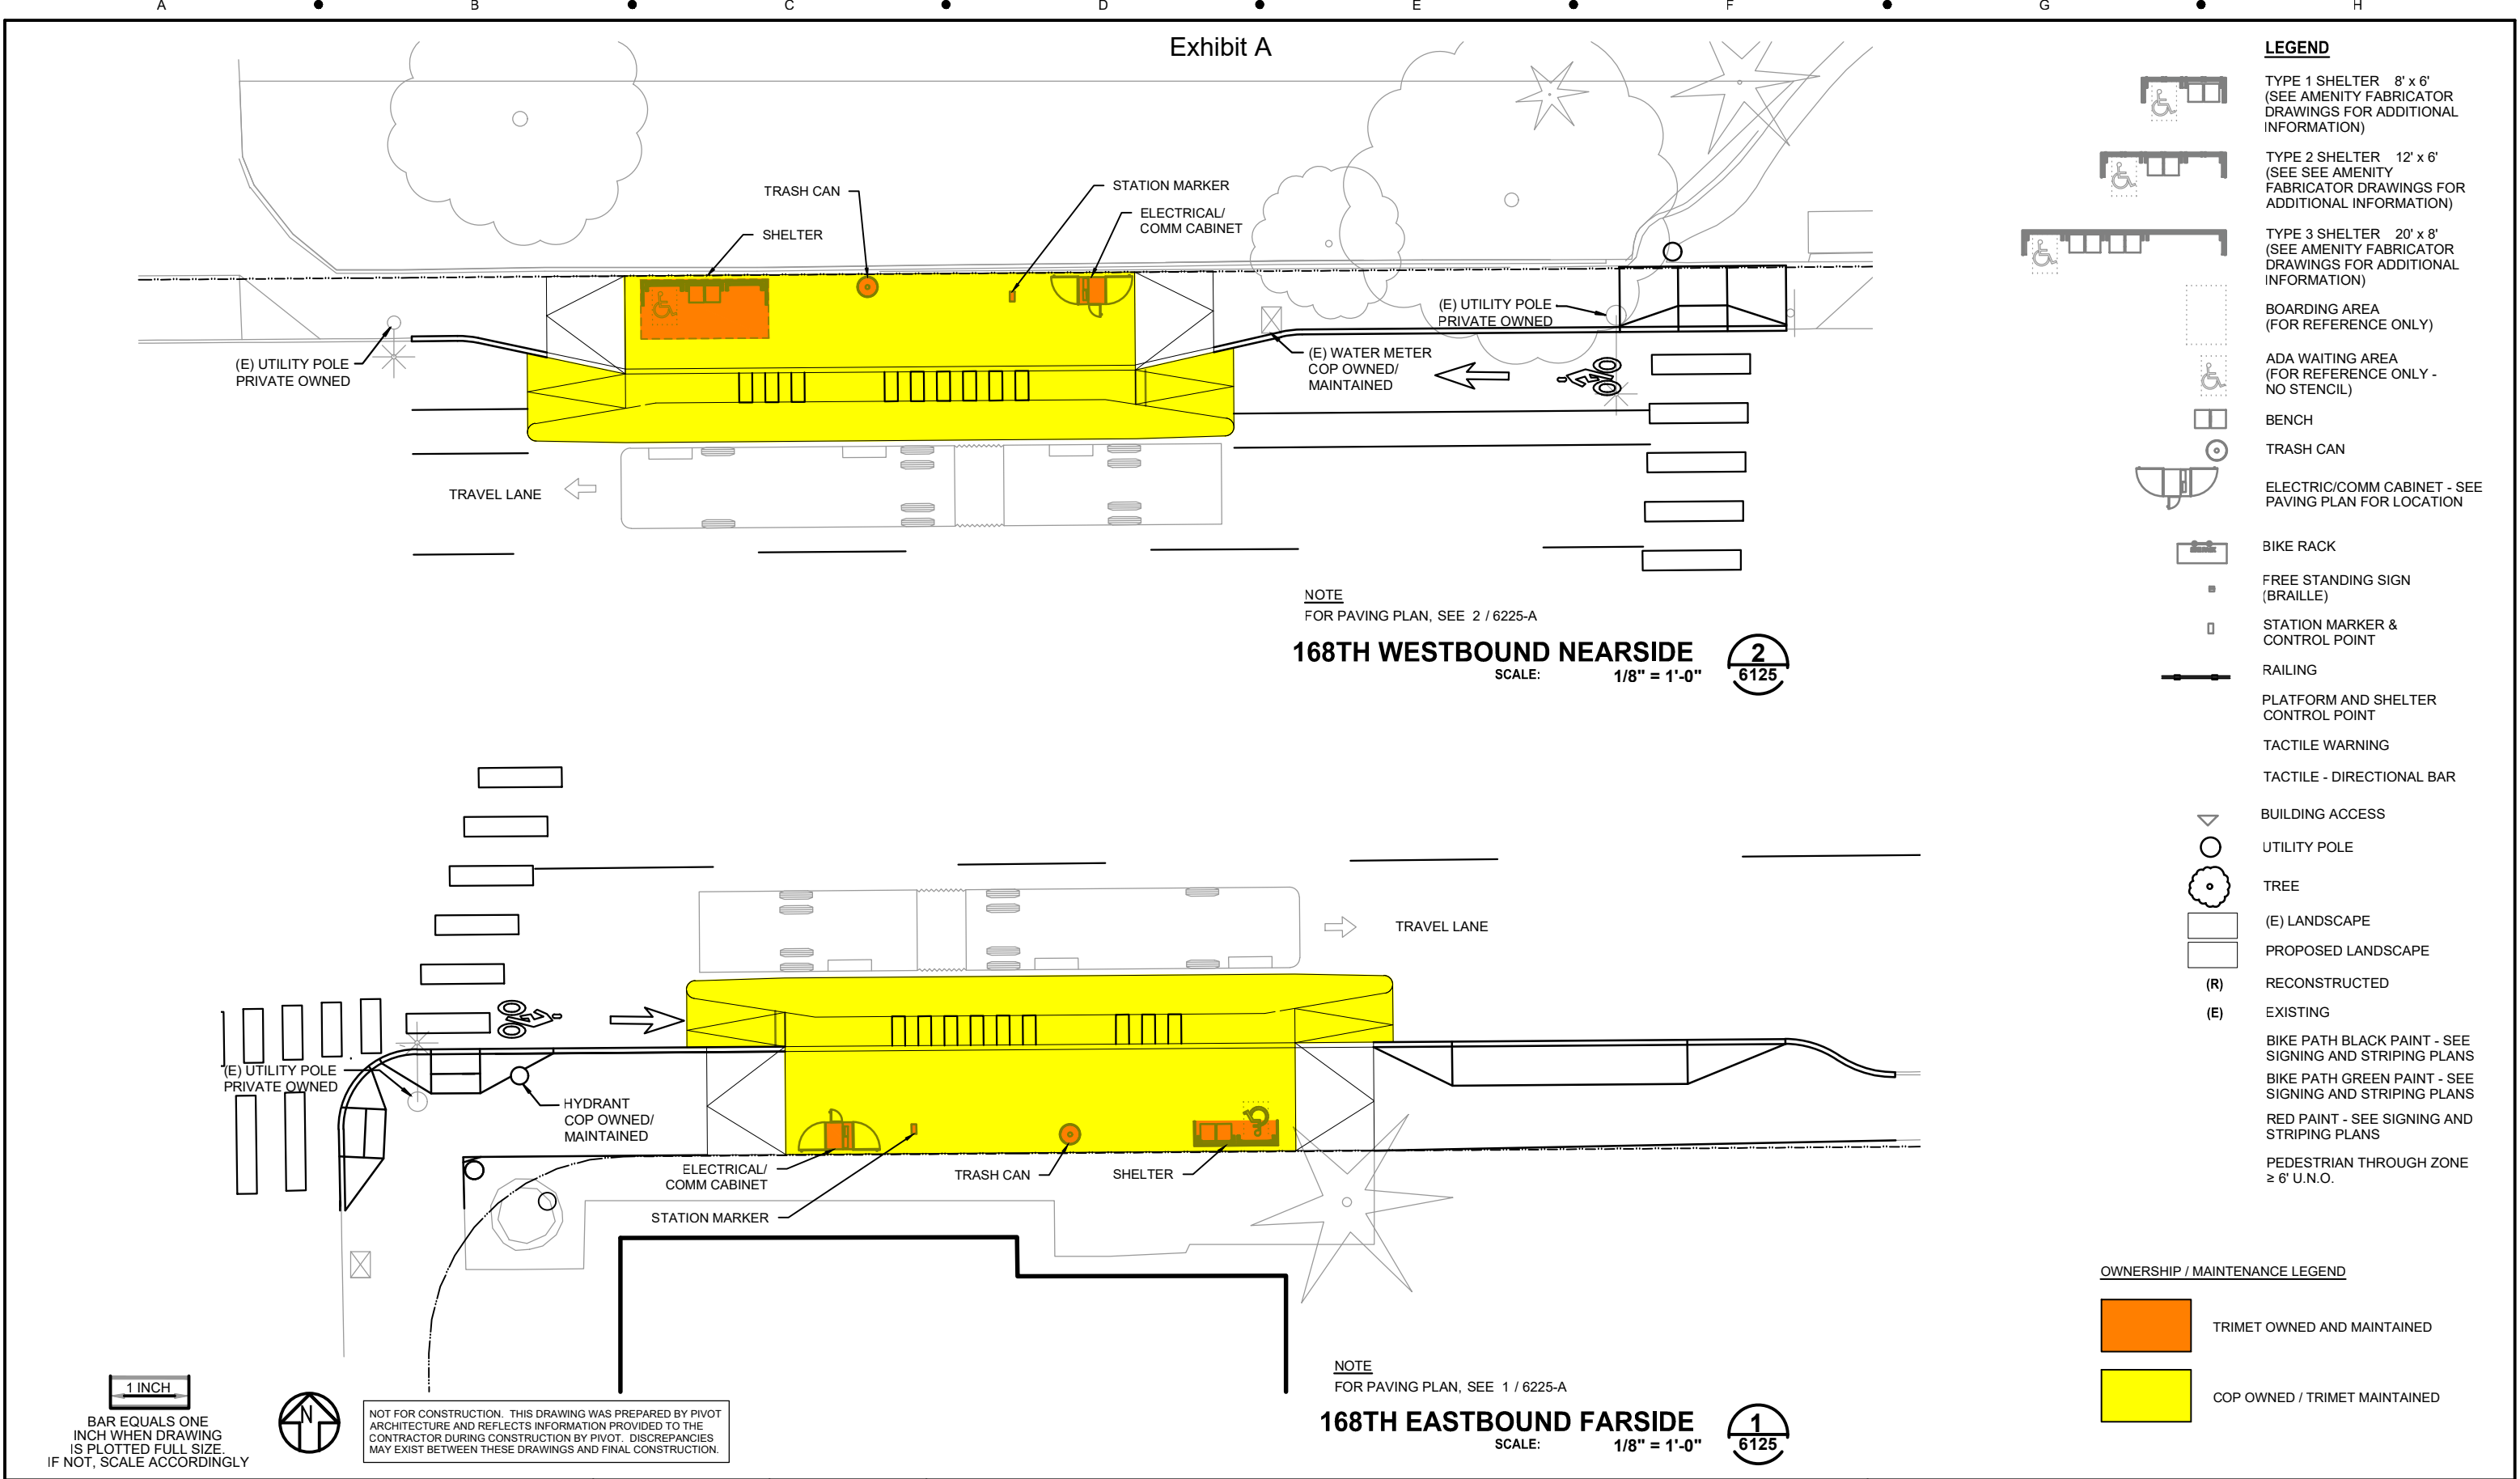 A B C D E F G H
Exhibit A
TRASH CAN
STATION MARKER
ELECTRICAL/
COMM CABINET
SHELTER
(E) UTILITY POLE
PRIVATE OWNED
(E) UTILITY POLE
PRIVATE OWNED
(E) WATER METER
COP OWNED/
MAINTAINED
TRAVEL LANE
NOTE
FOR PAVING PLAN, SEE 2 / 6225-A
168TH WESTBOUND NEARSIDE
SCALE: 1/8" = 1'-0"
2
6125
TRAVEL LANE
(E) UTILITY POLE
PRIVATE OWNED
HYDRANT
COP OWNED/
MAINTAINED
ELECTRICAL/
COMM CABINET
STATION MARKER
TRASH CAN
SHELTER
NOTE
FOR PAVING PLAN, SEE 1 / 6225-A
168TH EASTBOUND FARSIDE
SCALE: 1/8" = 1'-0"
1
6125
1 INCH
BAR EQUALS ONE
INCH WHEN DRAWING
IS PLOTTED FULL SIZE.
IF NOT, SCALE ACCORDINGLY
N
NOT FOR CONSTRUCTION. THIS DRAWING WAS PREPARED BY PIVOT
ARCHITECTURE AND REFLECTS INFORMATION PROVIDED TO THE
CONTRACTOR DURING CONSTRUCTION BY PIVOT. DISCREPANCIES
MAY EXIST BETWEEN THESE DRAWINGS AND FINAL CONSTRUCTION.
LEGEND
TYPE 1 SHELTER 8' x 6'
(SEE AMENITY FABRICATOR
DRAWINGS FOR ADDITIONAL
INFORMATION)
TYPE 2 SHELTER 12' x 6'
(SEE SEE AMENITY
FABRICATOR DRAWINGS FOR
ADDITIONAL INFORMATION)
TYPE 3 SHELTER 20' x 8'
(SEE AMENITY FABRICATOR
DRAWINGS FOR ADDITIONAL
INFORMATION)
BOARDING AREA
(FOR REFERENCE ONLY)
ADA WAITING AREA
(FOR REFERENCE ONLY -
NO STENCIL)
BENCH
TRASH CAN
ELECTRIC/COMM CABINET - SEE
PAVING PLAN FOR LOCATION
BIKE RACK
FREE STANDING SIGN
(BRAILLE)
STATION MARKER &
CONTROL POINT
RAILING
PLATFORM AND SHELTER
CONTROL POINT
TACTILE WARNING
TACTILE - DIRECTIONAL BAR
BUILDING ACCESS
UTILITY POLE
TREE
(E) LANDSCAPE
PROPOSED LANDSCAPE
(R) RECONSTRUCTED
(E) EXISTING
BIKE PATH BLACK PAINT - SEE
SIGNING AND STRIPING PLANS
BIKE PATH GREEN PAINT - SEE
SIGNING AND STRIPING PLANS
RED PAINT - SEE SIGNING AND
STRIPING PLANS
PEDESTRIAN THROUGH ZONE
≥ 6' U.N.O.
OWNERSHIP / MAINTENANCE LEGEND
TRIMET OWNED AND MAINTAINED
COP OWNED / TRIMET MAINTAINED